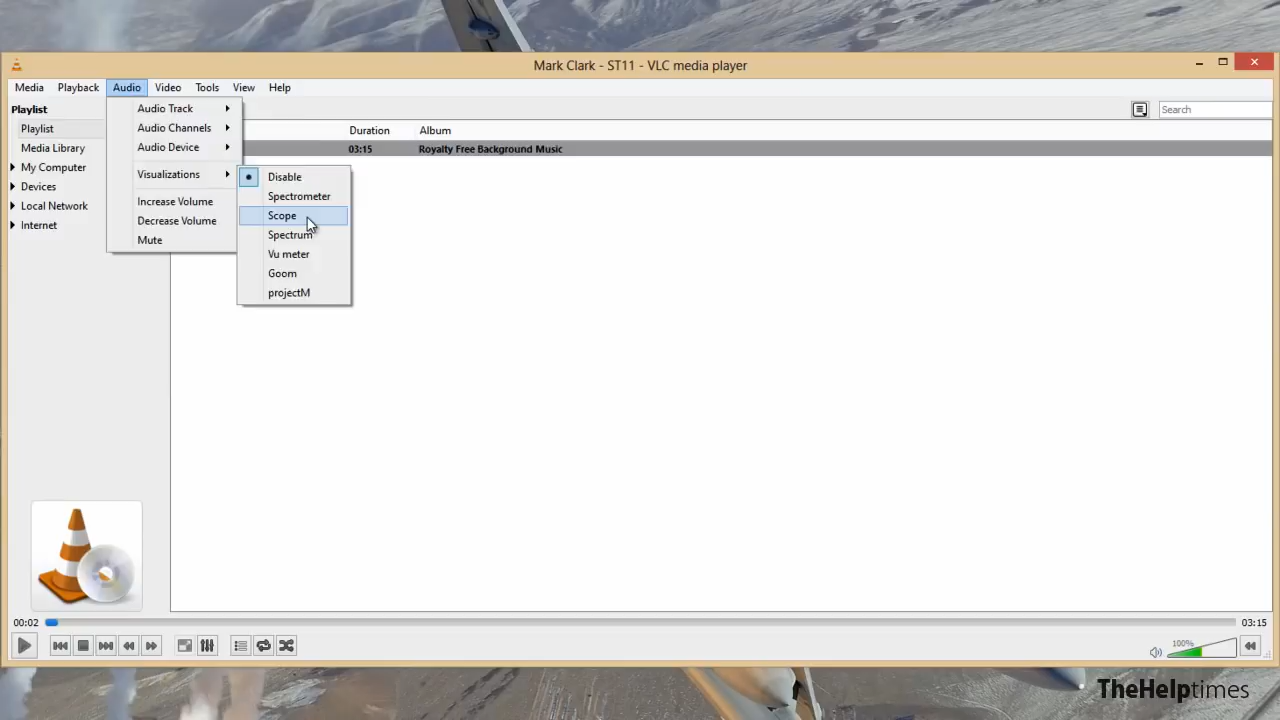 Mark Clark - ST11 - VLC media player
Media Playback Audio Video Tools View Help
Playlist
Playlist
Media Library
My Computer
Devices
Local Network
Internet
Audio Track
Audio Channels
Audio Device
Visualizations
Increase Volume
Decrease Volume
Mute
Disable
Spectrometer
Scope
Spectrum
Vu meter
Goom
projectM
Search
Duration Album
03:15 Royalty Free Background Music
00:02 03:15
100%
TheHelptimes